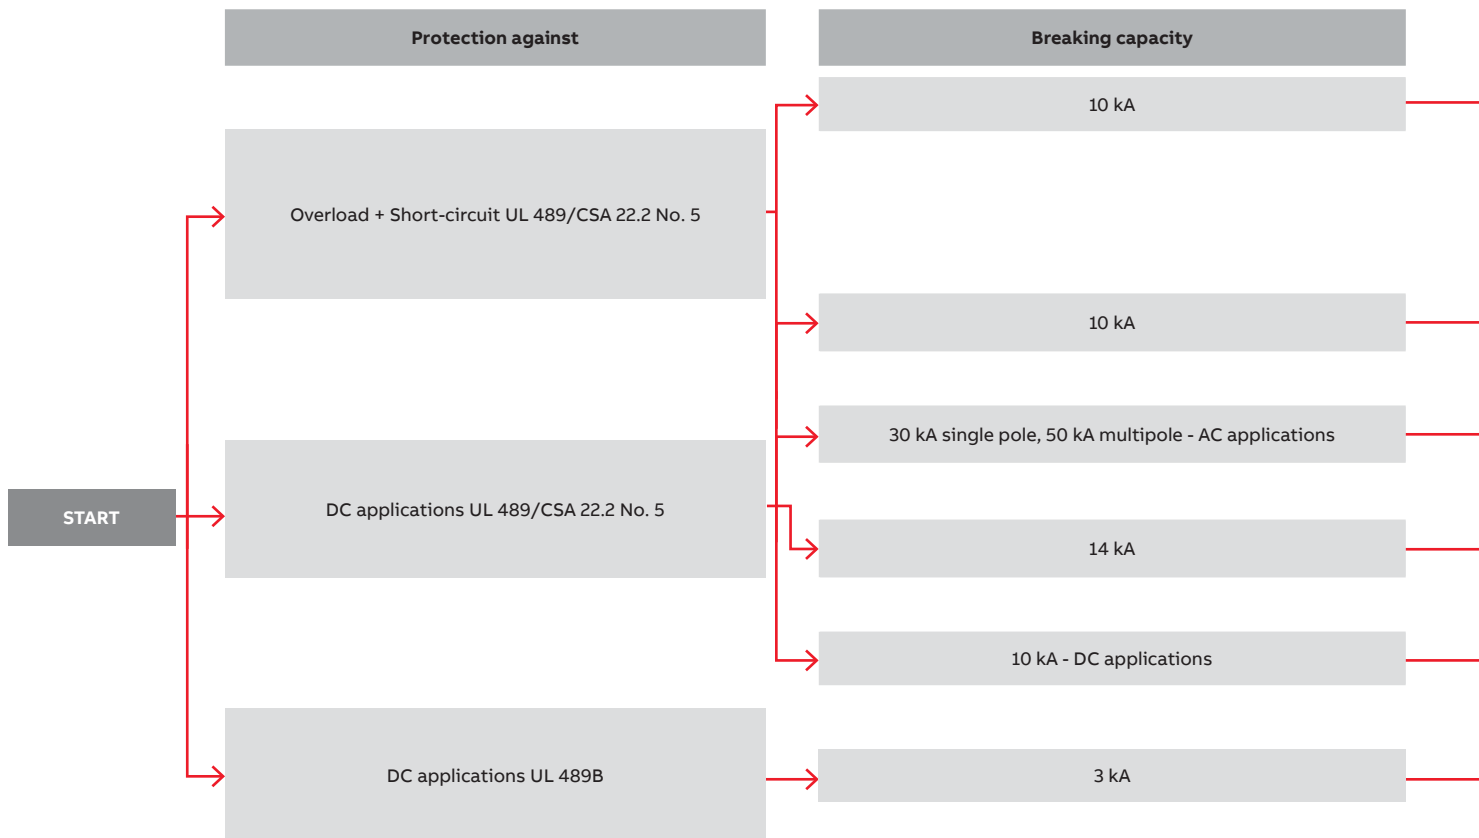 Protection against
Breaking capacity
10 kA
Overload + Short-circuit UL 489/CSA 22.2 No. 5
10 kA
30 kA single pole, 50 kA multipole - AC applications
START
DC applications UL 489/CSA 22.2 No. 5
14 kA
10 kA - DC applications
DC applications UL 489B
3 kA